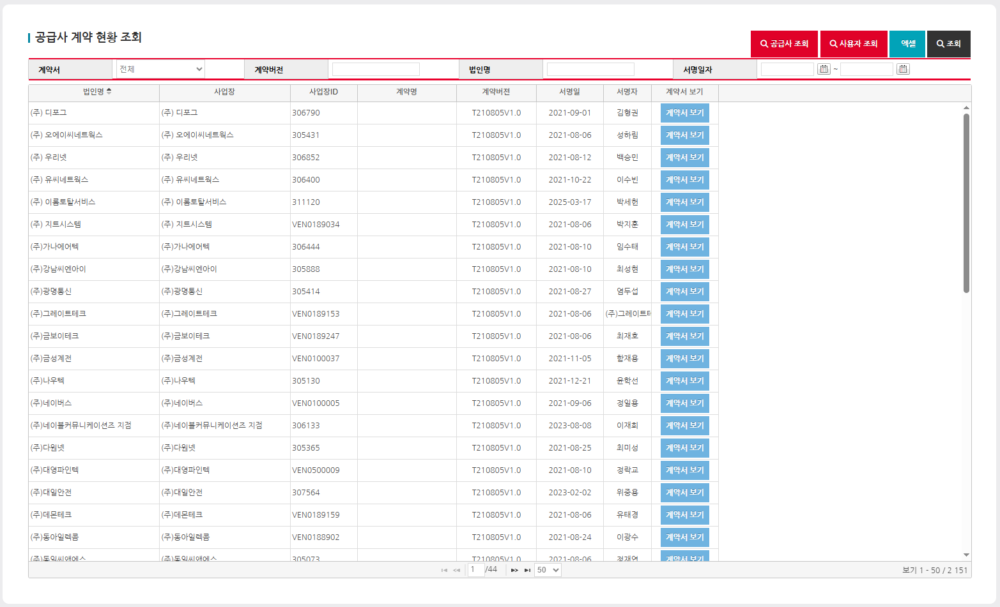 공급사 계약 현황 조회
공급사 조회 사용자 조회 엑셀 조회
계약서 전체 계약버전 법인명 서명일자 ~
법인명 사업장 사업장ID 계약명 계약버젼 서명일 서명자 계약서 보기
(주) 디포그 (주) 디포그 306790 T210805V1.0 2021-09-01 김형권 계약서 보기
(주) 오에이씨네트웍스 (주) 오에이씨네트웍스 305431 T210805V1.0 2021-08-06 성하림 계약서 보기
(주) 우리넷 (주) 우리넷 306852 T210805V1.0 2021-08-12 백승민 계약서 보기
(주) 유씨네트웍스 (주) 유씨네트웍스 306400 T210805V1.0 2021-10-22 이수빈 계약서 보기
(주) 이롬토탈서비스 (주) 이롬토탈서비스 311120 T210805V1.0 2025-03-17 박세헌 계약서 보기
(주) 지트시스템 (주) 지트시스템 VEN0189034 T210805V1.0 2021-08-06 박지훈 계약서 보기
(주)가나에어텍 (주)가나에어텍 306444 T210805V1.0 2021-08-10 임수태 계약서 보기
(주)강남씨엔아이 (주)강남씨엔아이 305888 T210805V1.0 2021-08-10 최성현 계약서 보기
(주)광명통신 (주)광명통신 305414 T210805V1.0 2021-08-27 염두섭 계약서 보기
(주)그레이트테크 (주)그레이트테크 VEN0189153 T210805V1.0 2021-08-06 (주)그레이트터 계약서 보기
(주)금보이테크 (주)금보이테크 VEN0189247 T210805V1.0 2021-08-06 최재호 계약서 보기
(주)금성계전 (주)금성계전 VEN0100037 T210805V1.0 2021-11-05 함재용 계약서 보기
(주)나우텍 (주)나우텍 305130 T210805V1.0 2021-12-21 윤학선 계약서 보기
(주)네이버스 (주)네이버스 VEN0100005 T210805V1.0 2021-09-06 정일용 계약서 보기
(주)네이블커뮤니케이션즈 지점 (주)네이블커뮤니케이션즈 지점 306133 T210805V1.0 2023-08-08 이재희 계약서 보기
(주)다원넷 (주)다원넷 305365 T210805V1.0 2021-08-25 최미성 계약서 보기
(주)대영파인텍 (주)대영파인텍 VEN0500009 T210805V1.0 2021-08-10 정락교 계약서 보기
(주)대일안전 (주)대일안전 307564 T210805V1.0 2023-02-02 위중용 계약서 보기
(주)데몬테크 (주)데몬테크 VEN0189159 T210805V1.0 2021-08-06 유태경 계약서 보기
(주)동아일렉콤 (주)동아일렉콤 VEN0188902 T210805V1.0 2021-08-24 이광수 계약서 보기
(주)동일씨앤에스 (주)동일씨앤에스 305073 T210805V1.0 2021-08-06 정재영 계약서 보기
1 /44 50 보기 1 - 50 / 2 151